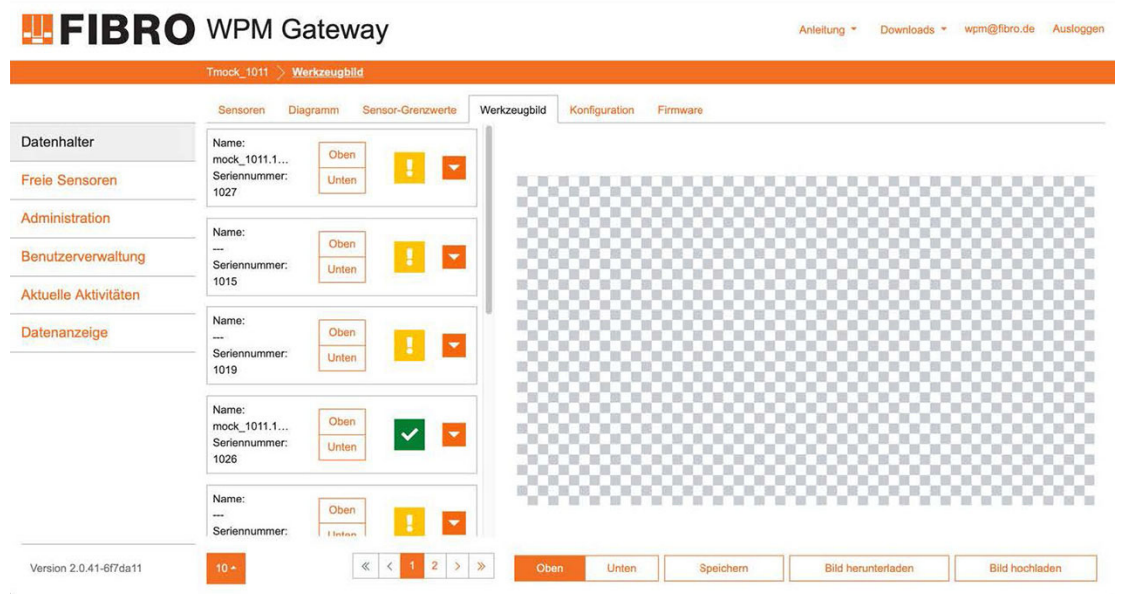 FIBRO WPM Gateway
Anleitung Downloads wpm@fibro.de Ausloggen
Tmock_1011 > Werkzeugbild
Sensoren Diagramm Sensor-Grenzwerte Werkzeugbild Konfiguration Firmware
Datenhalter
Freie Sensoren
Administration
Benutzerverwaltung
Aktuelle Aktivitäten
Datenanzeige
Version 2.0.41-6f7da11
Name:
mock_1011.1...
Seriennummer:
1027
Oben
Unten
Name:
---
Seriennummer:
1015
Oben
Unten
Name:
---
Seriennummer:
1019
Oben
Unten
Name:
mock_1011.1...
Seriennummer:
1026
Oben
Unten
Name:
---
Seriennummer:
Oben
Unten
10
« < 1 2 > »
Oben Unten Speichern Bild herunterladen Bild hochladen